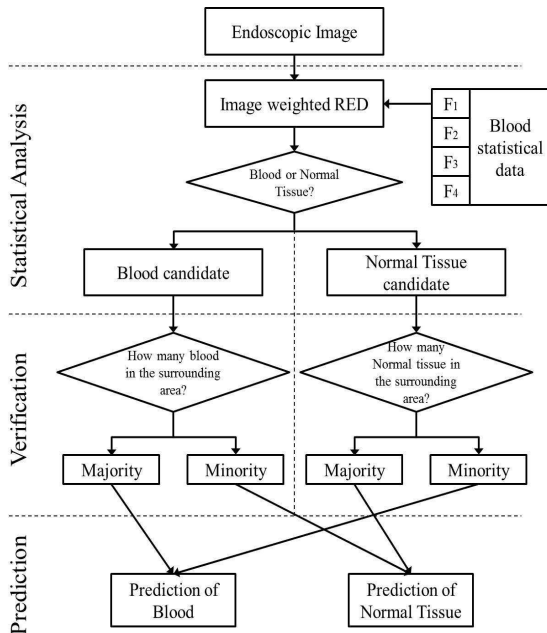 Endoscopic Image
Statistical Analysis
Image weighted RED
F1
F2
F3
F4
Blood
statistical
data
Blood or Normal
Tissue?
Blood candidate
Normal Tissue
candidate
Verification
How many blood
in the surrounding
area?
How many
Normal tissue in
the surrounding
area?
Majority
Minority
Majority
Minority
Prediction
Prediction of
Blood
Prediction of
Normal Tissue